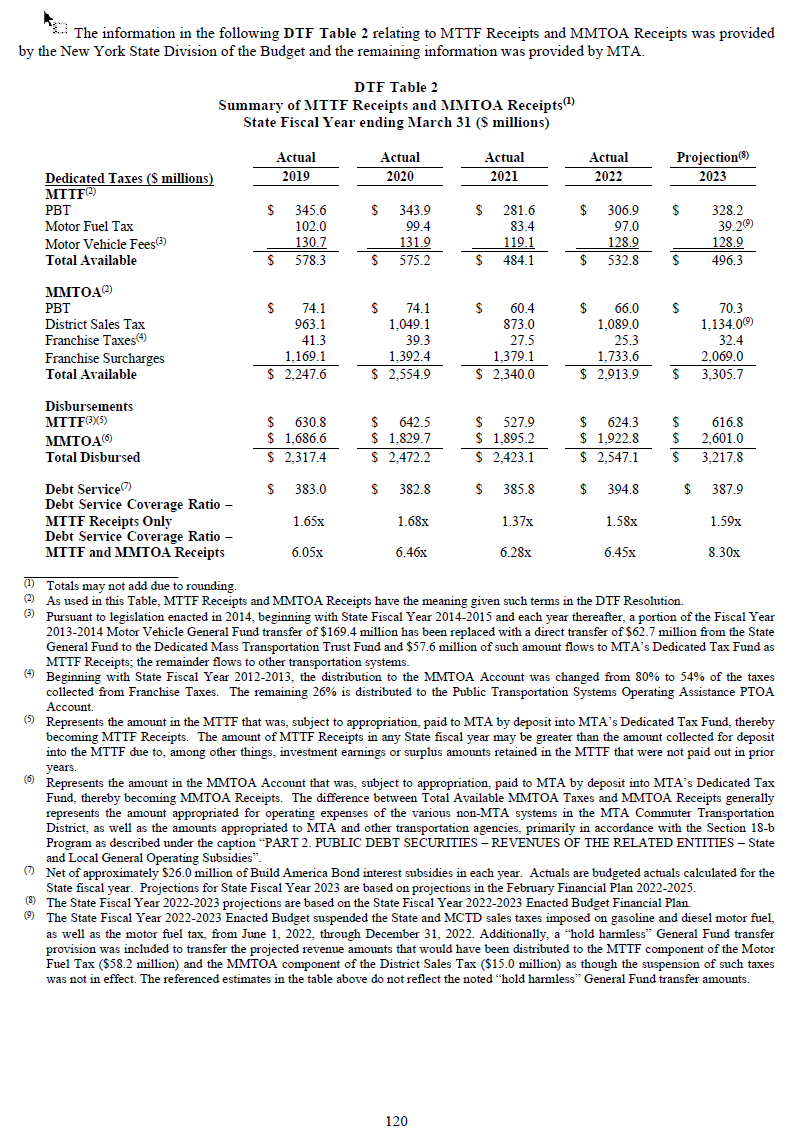 The information in the following DTF Table 2 relating to MTTF Receipts and MMTOA Receipts was provided
by the New York State Division of the Budget and the remaining information was provided by MTA.
DTF Table 2
Summary of MTTF Receipts and MMTOA Receipts(1)
State Fiscal Year ending March 31 ($ millions)
Actual Actual Actual Actual Projection(8)
Dedicated Taxes ($ millions) 2019 2020 2021 2022 2023
MTTF(2)
PBT $ 345.6 $ 343.9 $ 281.6 $ 306.9 $ 328.2
Motor Fuel Tax 102.0 99.4 83.4 97.0 39.2(9)
Motor Vehicle Fees(3) 130.7 131.9 119.1 128.9 128.9
Total Available $ 578.3 $ 575.2 $ 484.1 $ 532.8 $ 496.3
MMTOA(2)
PBT $ 74.1 $ 74.1 $ 60.4 $ 66.0 $ 70.3
District Sales Tax 963.1 1,049.1 873.0 1,089.0 1,134.0(9)
Franchise Taxes(4) 41.3 39.3 27.5 25.3 32.4
Franchise Surcharges 1,169.1 1,392.4 1,379.1 1,733.6 2,069.0
Total Available $ 2,247.6 $ 2,554.9 $ 2,340.0 $ 2,913.9 $ 3,305.7
Disbursements
MTTF(3)(5) $ 630.8 $ 642.5 $ 527.9 $ 624.3 $ 616.8
MMTOA(6) $ 1,686.6 $ 1,829.7 $ 1,895.2 $ 1,922.8 $ 2,601.0
Total Disbursed $ 2,317.4 $ 2,472.2 $ 2,423.1 $ 2,547.1 $ 3,217.8
Debt Service(7) $ 383.0 $ 382.8 $ 385.8 $ 394.8 $ 387.9
Debt Service Coverage Ratio –
MTTF Receipts Only 1.65x 1.68x 1.37x 1.58x 1.59x
Debt Service Coverage Ratio –
MTTF and MMTOA Receipts 6.05x 6.46x 6.28x 6.45x 8.30x
(1) Totals may not add due to rounding.
(2) As used in this Table, MTTF Receipts and MMTOA Receipts have the meaning given such terms in the DTF Resolution.
(3) Pursuant to legislation enacted in 2014, beginning with State Fiscal Year 2014-2015 and each year thereafter, a portion of the Fiscal Year
2013-2014 Motor Vehicle General Fund transfer of $169.4 million has been replaced with a direct transfer of $62.7 million from the State
General Fund to the Dedicated Mass Transportation Trust Fund and $57.6 million of such amount flows to MTA's Dedicated Tax Fund as
MTTF Receipts; the remainder flows to other transportation systems.
(4) Beginning with State Fiscal Year 2012-2013, the distribution to the MMTOA Account was changed from 80% to 54% of the taxes
collected from Franchise Taxes. The remaining 26% is distributed to the Public Transportation Systems Operating Assistance PTOA
Account.
(5) Represents the amount in the MTTF that was, subject to appropriation, paid to MTA by deposit into MTA's Dedicated Tax Fund, thereby
becoming MTTF Receipts. The amount of MTTF Receipts in any State fiscal year may be greater than the amount collected for deposit
into the MTTF due to, among other things, investment earnings or surplus amounts retained in the MTTF that were not paid out in prior
years.
(6) Represents the amount in the MMTOA Account that was, subject to appropriation, paid to MTA by deposit into MTA's Dedicated Tax
Fund, thereby becoming MMTOA Receipts. The difference between Total Available MMTOA Taxes and MMTOA Receipts generally
represents the amount appropriated for operating expenses of the various non-MTA systems in the MTA Commuter Transportation
District, as well as the amounts appropriated to MTA and other transportation agencies, primarily in accordance with the Section 18-b
Program as described under the caption “PART 2. PUBLIC DEBT SECURITIES – REVENUES OF THE RELATED ENTITIES – State
and Local General Operating Subsidies”.
(7) Net of approximately $26.0 million of Build America Bond interest subsidies in each year. Actuals are budgeted actuals calculated for the
State fiscal year. Projections for State Fiscal Year 2023 are based on projections in the February Financial Plan 2022-2025.
(8) The State Fiscal Year 2022-2023 projections are based on the State Fiscal Year 2022-2023 Enacted Budget Financial Plan.
(9) The State Fiscal Year 2022-2023 Enacted Budget suspended the State and MCTD sales taxes imposed on gasoline and diesel motor fuel,
as well as the motor fuel tax, from June 1, 2022, through December 31, 2022. Additionally, a “hold harmless” General Fund transfer
provision was included to transfer the projected revenue amounts that would have been distributed to the MTTF component of the Motor
Fuel Tax ($58.2 million) and the MMTOA component of the District Sales Tax ($15.0 million) as though the suspension of such taxes
was not in effect. The referenced estimates in the table above do not reflect the noted “hold harmless” General Fund transfer amounts.
120